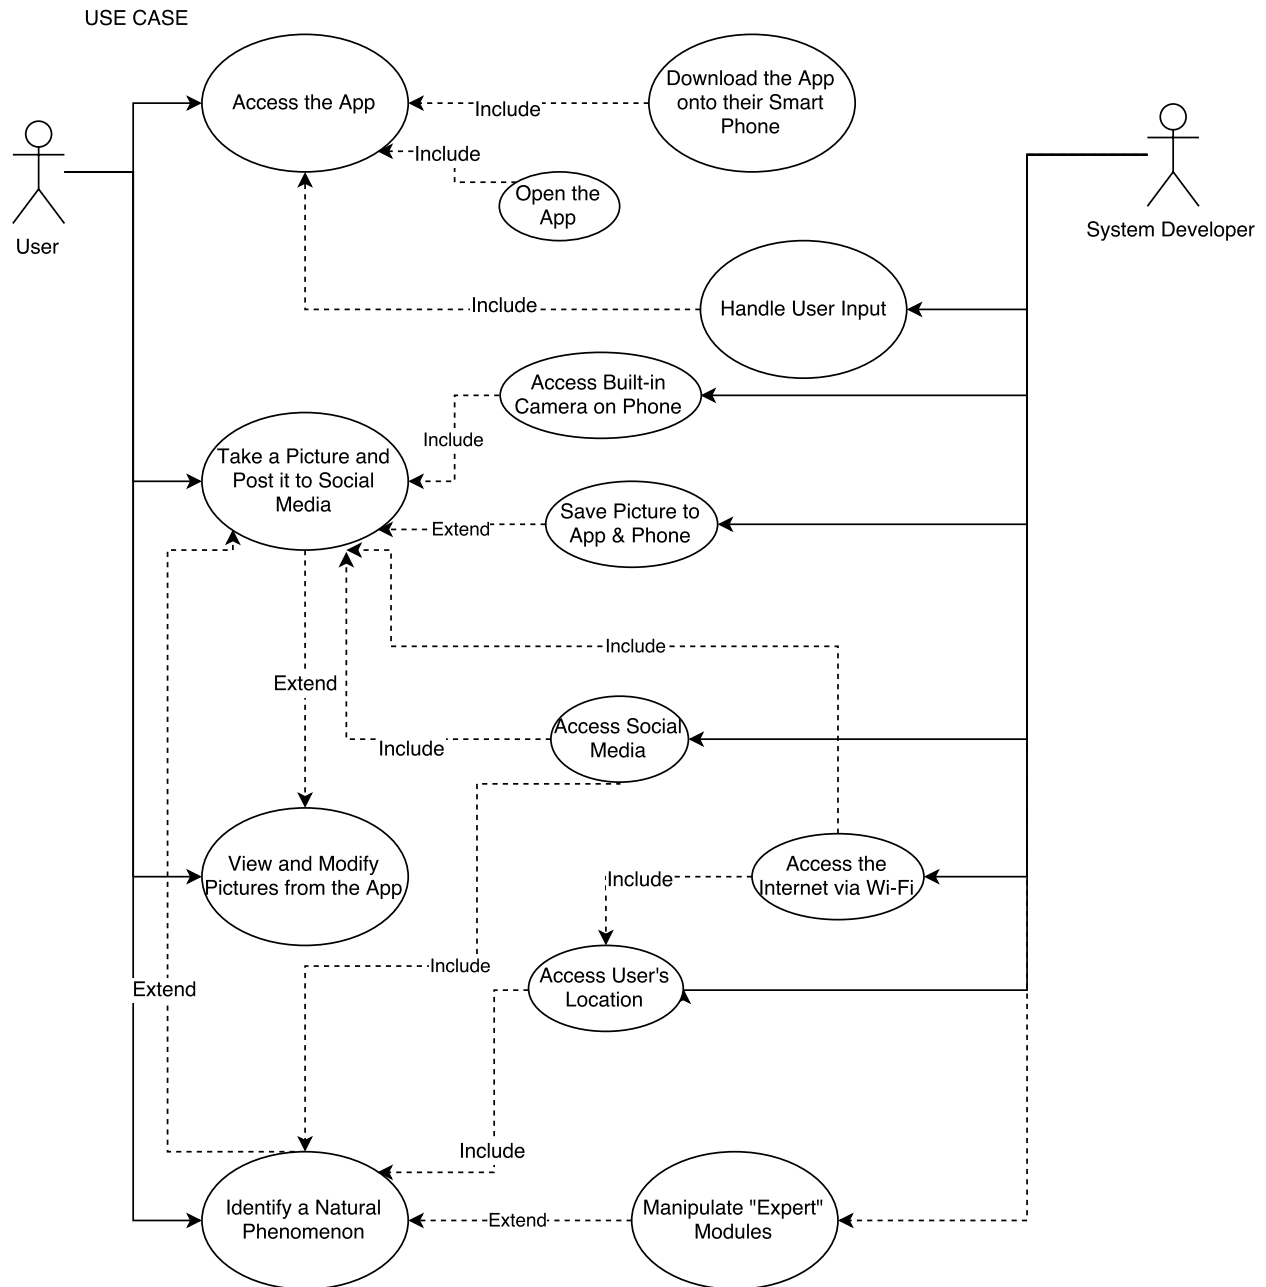 USE CASE
Access the App
Include
Download the App
onto their Smart
Phone
Include
Open the
App
User
System Developer
Include
Handle User Input
Access Built-in
Camera on Phone
Include
Take a Picture and
Post it to Social
Media
Extend
Save Picture to
App & Phone
Include
Extend
Include
Access Social
Media
View and Modify
Pictures from the App
Include
Access the
Internet via Wi-Fi
Include
Access User's
Location
Extend
Include
Identify a Natural
Phenomenon
Extend
Manipulate "Expert"
Modules